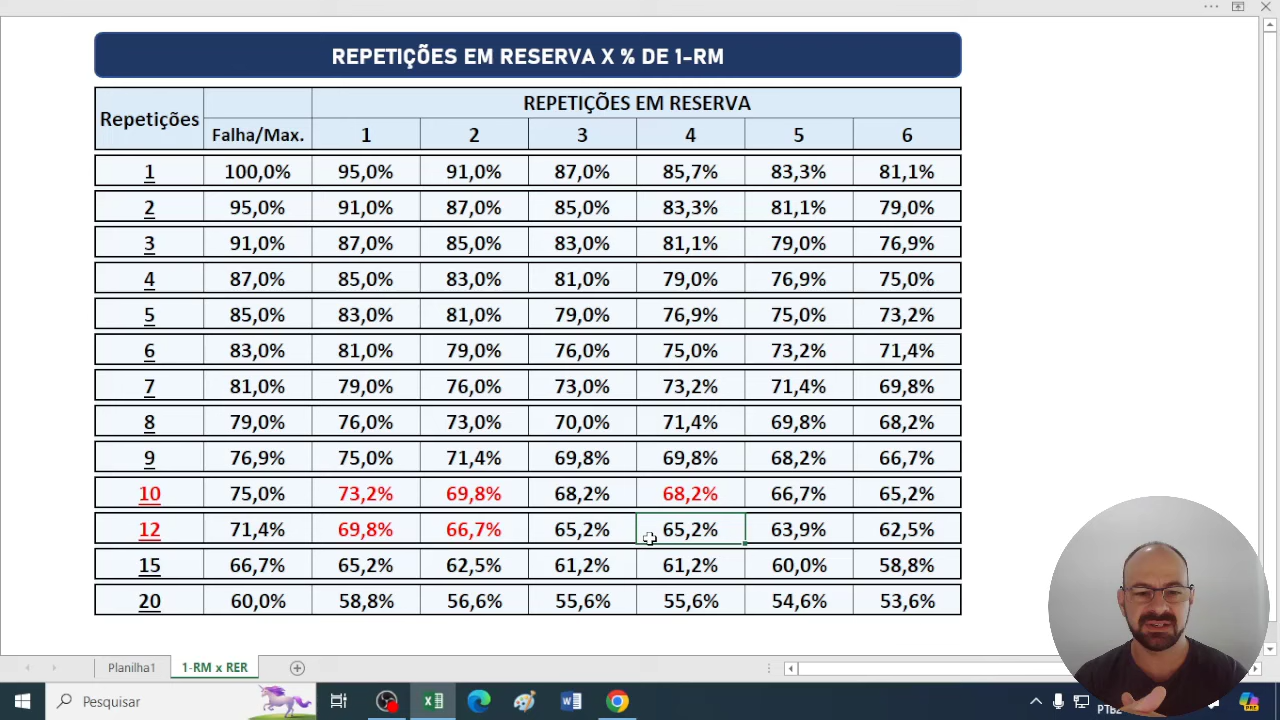 REPETIÇÕES EM RESERVA X % DE 1-RM
Repetições REPETIÇÕES EM RESERVA
Falha/Max. 1 2 3 4 5 6
1 100,0% 95,0% 91,0% 87,0% 85,7% 83,3% 81,1%
2 95,0% 91,0% 87,0% 85,0% 83,3% 81,1% 79,0%
3 91,0% 87,0% 85,0% 83,0% 81,1% 79,0% 76,9%
4 87,0% 85,0% 83,0% 81,0% 79,0% 76,9% 75,0%
5 85,0% 83,0% 81,0% 79,0% 76,9% 75,0% 73,2%
6 83,0% 81,0% 79,0% 76,0% 75,0% 73,2% 71,4%
7 81,0% 79,0% 76,0% 73,0% 73,2% 71,4% 69,8%
8 79,0% 76,0% 73,0% 70,0% 71,4% 69,8% 68,2%
9 76,9% 75,0% 71,4% 69,8% 69,8% 68,2% 66,7%
10 75,0% 73,2% 69,8% 68,2% 68,2% 66,7% 65,2%
12 71,4% 69,8% 66,7% 65,2% 65,2% 63,9% 62,5%
15 66,7% 65,2% 62,5% 61,2% 61,2% 60,0% 58,8%
20 60,0% 58,8% 56,6% 55,6% 55,6% 54,6% 53,6%
Planilha1 1-RM x RER
Pesquisar
PRE